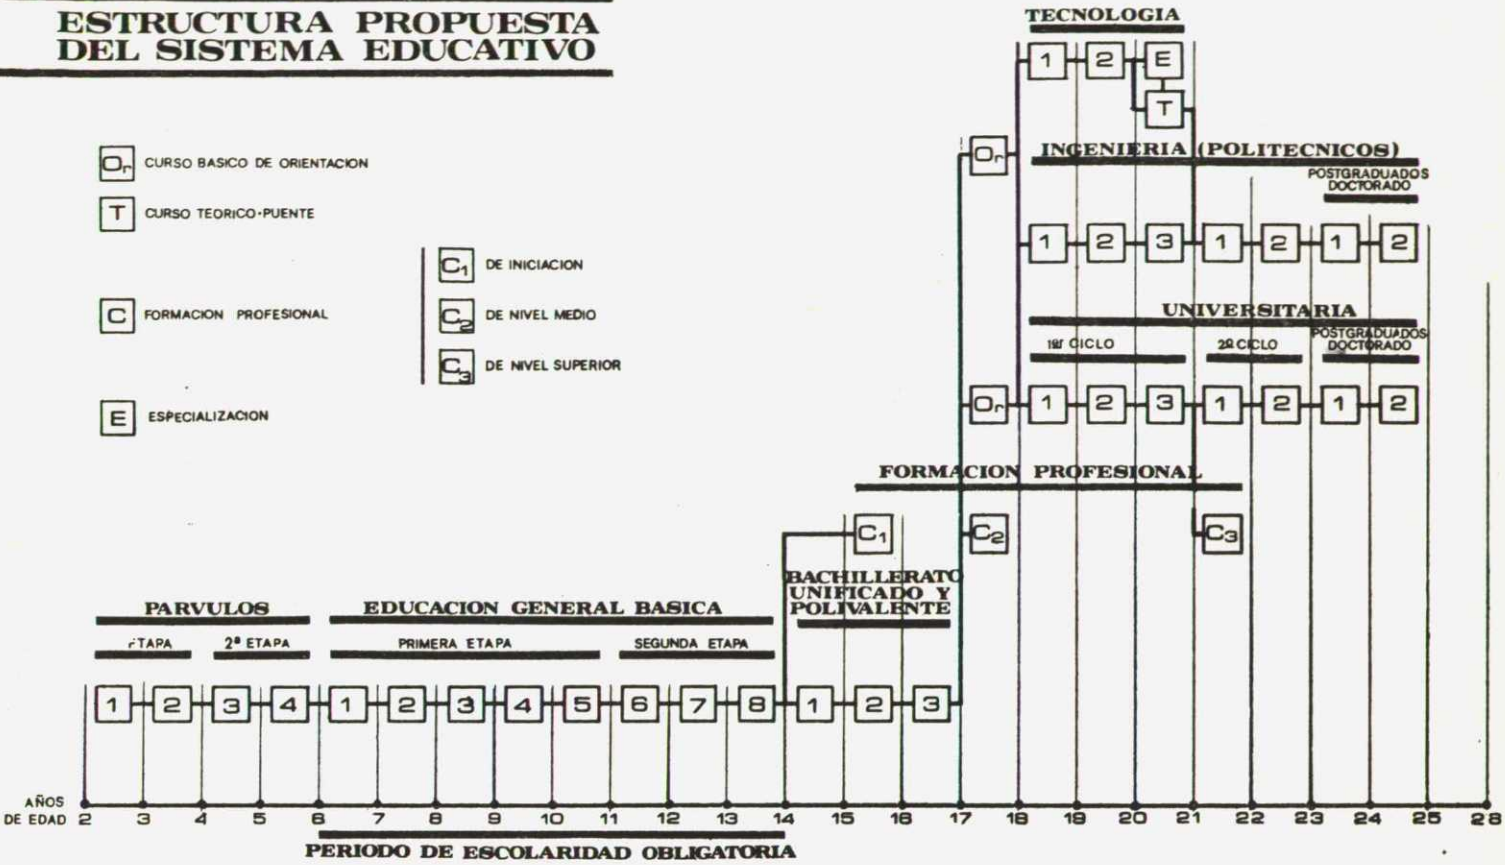 ESTRUCTURA PROPUESTA
DEL SISTEMA EDUCATIVO
Or CURSO BASICO DE ORIENTACION
T CURSO TEORICO-PUENTE
C FORMACION PROFESIONAL
C1 DE INICIACION
C2 DE NIVEL MEDIO
C3 DE NIVEL SUPERIOR
E ESPECIALIZACION
TECNOLOGIA
1 2 E
T
Or
INGENIERIA (POLITECNICOS)
POSTGRADUADOS
DOCTORADO
1 2 3 1 2 1 2
UNIVERSITARIA
1er CICLO 2º CICLO
POSTGRADUADOS
DOCTORADO
Or 1 2 3 1 2 1 2
FORMACION PROFESIONAL
C1 C2 C3
BACHILLERATO
UNIFICADO Y
POLIVALENTE
PARVULOS
ETAPA 2ª ETAPA
EDUCACION GENERAL BASICA
PRIMERA ETAPA SEGUNDA ETAPA
1 2 3 4 1 2 3 4 5 6 7 8 1 2 3
AÑOS
DE EDAD 2 3 4 5 6 7 8 9 10 11 12 13 14 15 16 17 18 19 20 21 22 23 24 25 28
PERIODO DE ESCOLARIDAD OBLIGATORIA